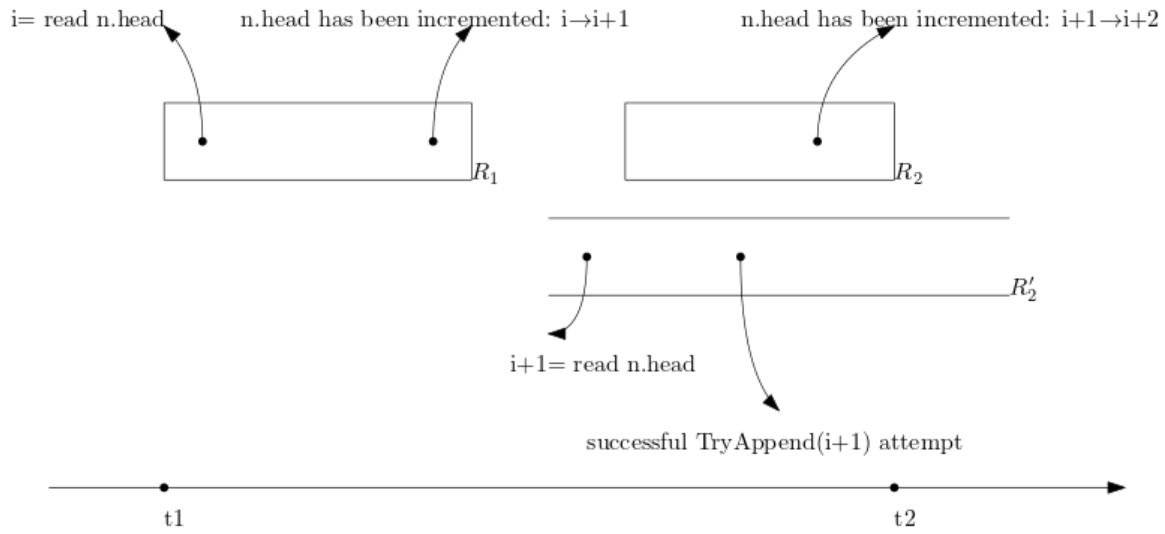 i= read n.head
n.head has been incremented: i→i+1
n.head has been incremented: i+1→i+2
R₁
R₂
R₂′
i+1= read n.head
successful TryAppend(i+1) attempt
t1
t2